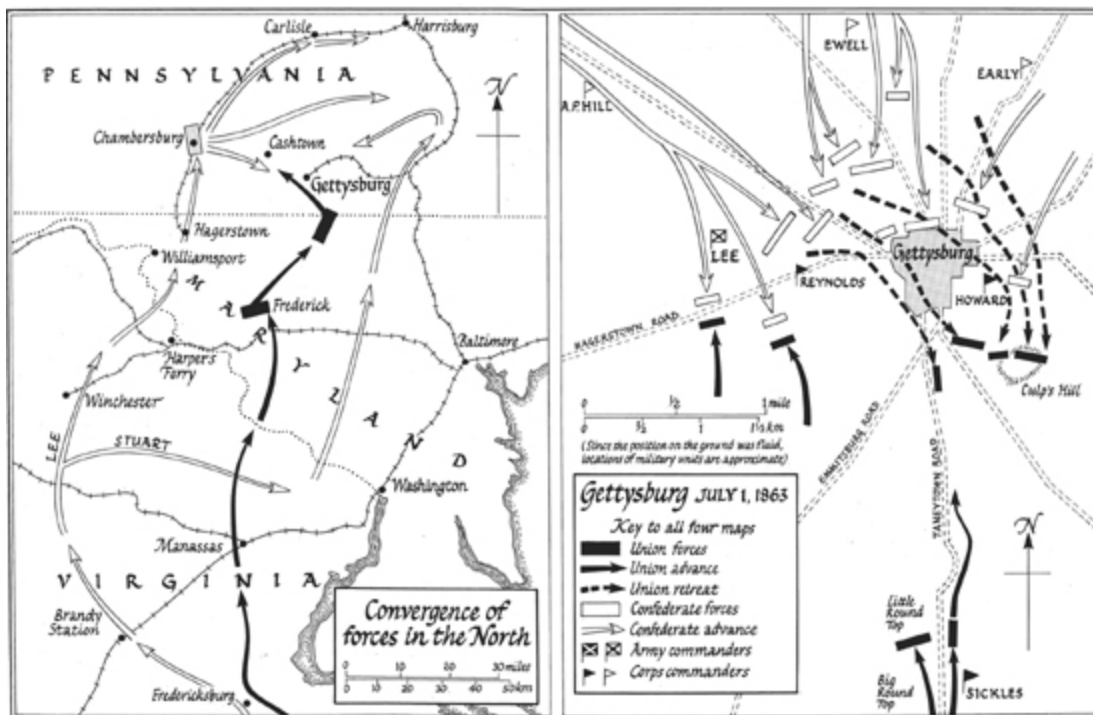 Carlisle
Harrisburg
PENNSYLVANIA
N
Chambersburg
Cashtown
Gettysburg
Hagerstown
Williamsport
MARYLAND
Frederick
Harper's
Ferry
Baltimore
Winchester
LEE
STUART
Washington
Manassas
VIRGINIA
Brandy
Station
Fredericksburg
Convergence of
forces in the North
0 10 20 30 miles
0 10 20 30 40 50 km
EWELL
EARLY
A.P. HILL
LEE
Gettysburg
REYNOLDS
HOWARD
HAGERSTOWN ROAD
Culp's Hill
0 1/2 1 mile
0 1/2 1 1 1/2 km
(Since the position on the ground was fluid,
locations of military units are approximate)
EMMITSBURG ROAD
TANEYTOWN ROAD
Gettysburg JULY 1, 1863
Key to all four maps
Union forces
Union advance
Union retreat
Confederate forces
Confederate advance
Army commanders
Corps commanders
N
Little
Round
Top
Big
Round
Top
SICKLES